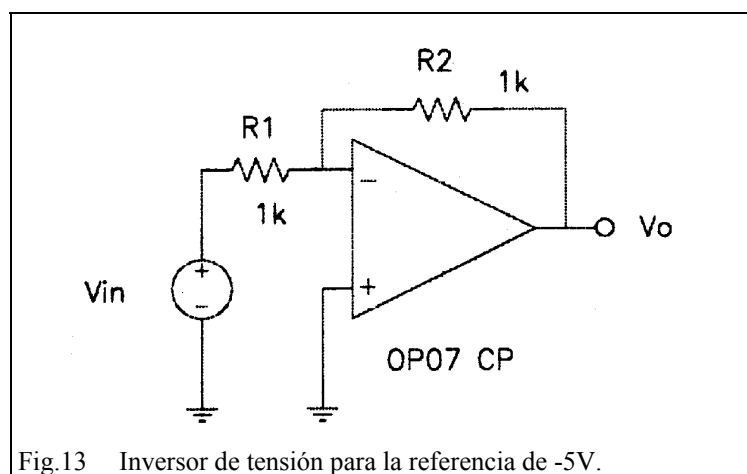 R2
1k
R1
1k
−
+
−
Vin
+
Vo
OP07 CP
Fig.13 Inversor de tensión para la referencia de -5V.